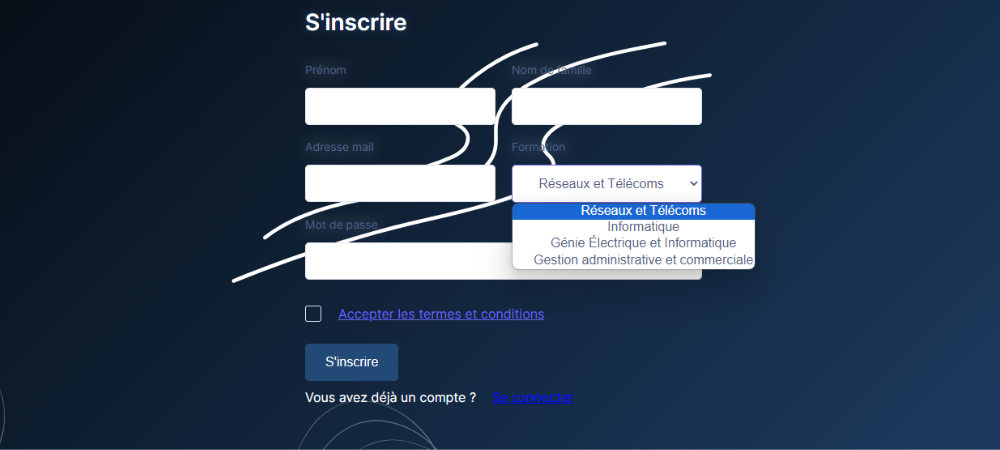 S'inscrire
Prénom
Nom de famille
Adresse mail
Formation
Réseaux et Télécoms
Réseaux et Télécoms
Informatique
Génie Électrique et Informatique
Gestion administrative et commerciale
Mot de passe
Accepter les termes et conditions
S'inscrire
Vous avez déjà un compte ? Se connecter